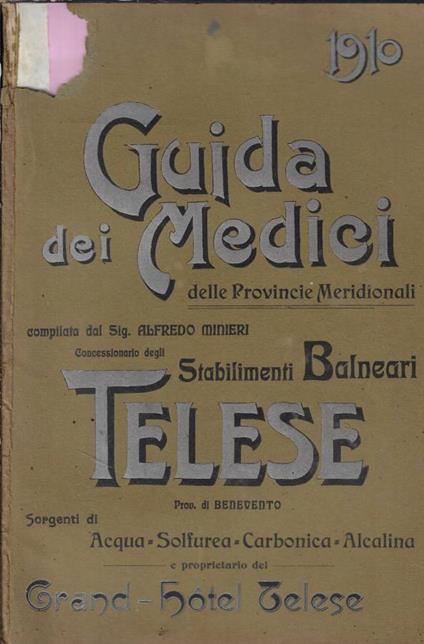 1910
Guida
dei Medici
delle Provincie Meridionali
compilata dal Sig. ALFREDO MINIERI
Concessionario degli
Stabilimenti Balneari
TELESE
Prov. di BENEVENTO
Sorgenti di
Acqua-Solfurea-Carbonica-Alcalina
e proprietario del
Grand-Hôtel Telese